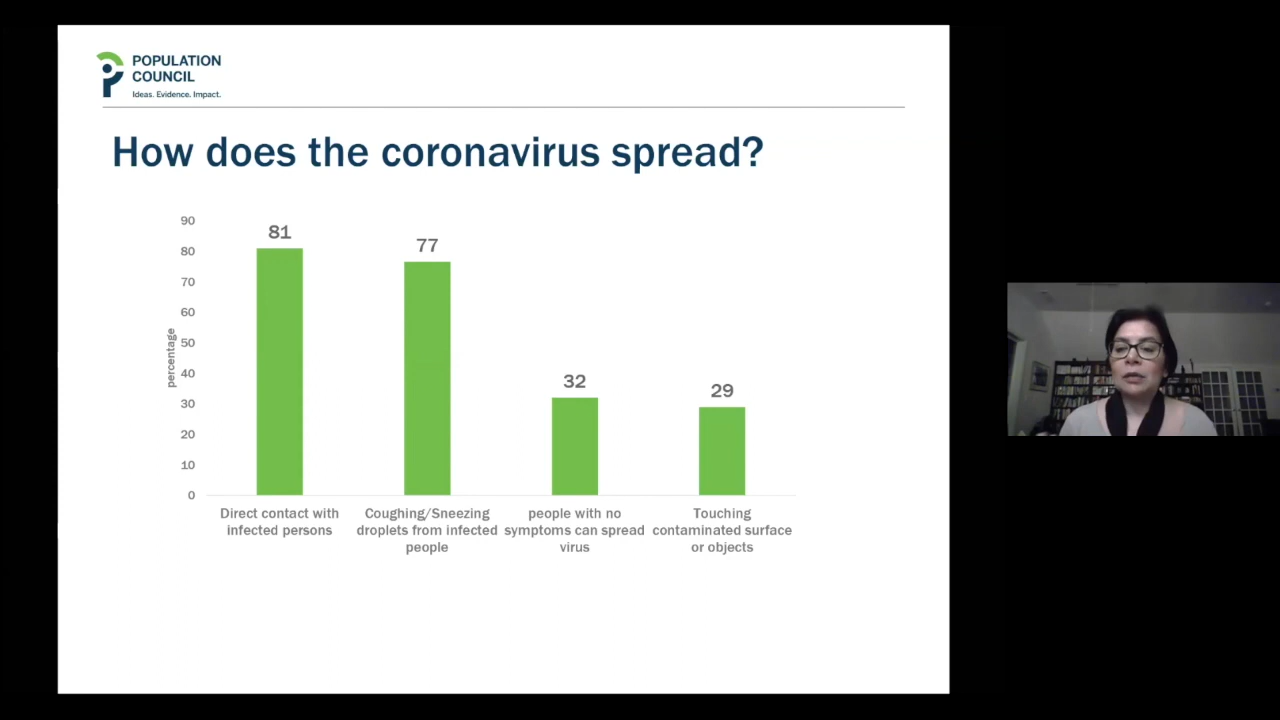 POPULATION
COUNCIL
Ideas. Evidence. Impact.
How does the coronavirus spread?
percentage
90
80
70
60
50
40
30
20
10
0
81
77
32
29
Direct contact with
infected persons
Coughing/Sneezing
droplets from infected
people
people with no
symptoms can spread
virus
Touching
contaminated surface
or objects